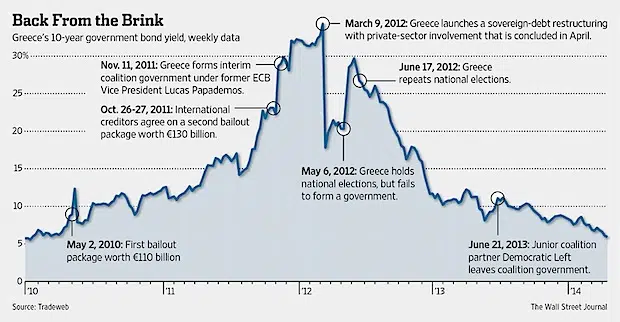 Back From the Brink
Greece's 10-year government bond yield, weekly data
March 9, 2012: Greece launches a sovereign-debt restructuring
with private-sector involvement that is concluded in April.
30%
Nov. 11, 2011: Greece forms interim
coalition government under former ECB
Vice President Lucas Papademos.
June 17, 2012: Greece
repeats national elections.
25
Oct. 26-27, 2011: International
creditors agree on a second bailout
package worth €130 billion.
20
15
May 6, 2012: Greece holds
national elections, but fails
to form a government.
10
5
May 2, 2010: First bailout
package worth €110 billion
June 21, 2013: Junior coalition
partner Democratic Left
leaves coalition government.
0
'10 '11 '12 '13 '14
Source: Tradeweb
The Wall Street Journal